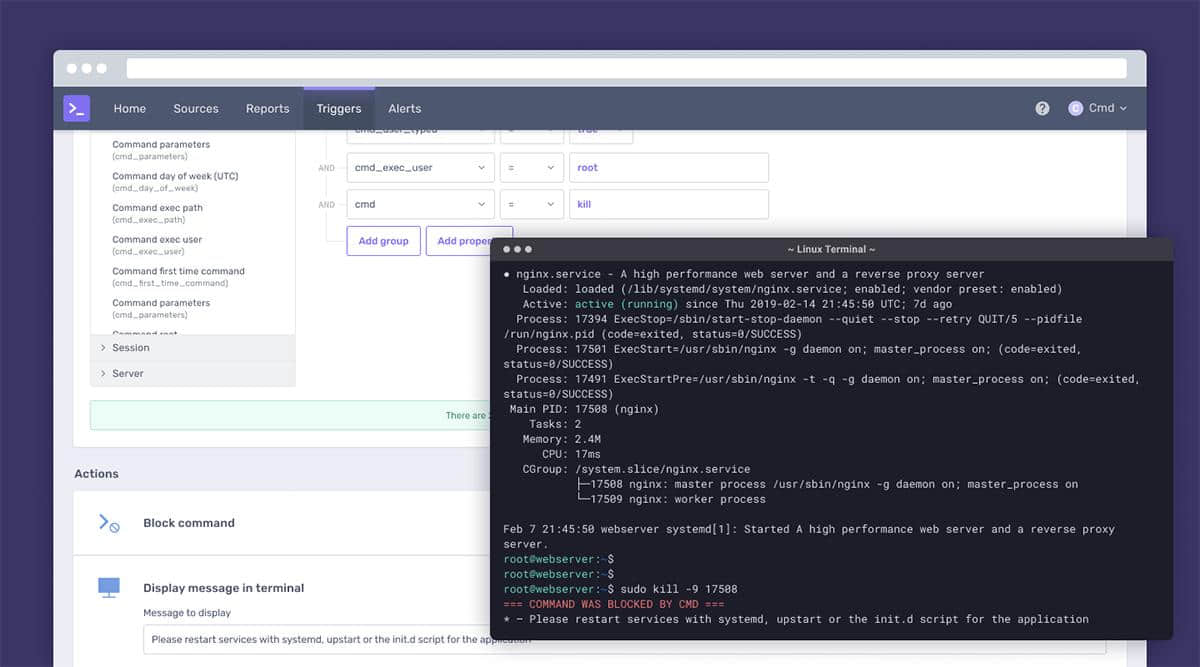 >_ Home Sources Reports Triggers Alerts ? C Cmd
Command parameters
(cmd_parameters)
Command day of week (UTC)
(cmd_day_of_week)
Command exec path
(cmd_exec_path)
Command exec user
(cmd_exec_user)
Command first time command
(cmd_first_time_command)
Command parameters
(cmd_parameters)
Command root
> Session
> Server
cmd_user_typed = true
AND cmd_exec_user = root
AND cmd = kill
Add group Add proper
There are
Actions
Block command
Display message in terminal
Message to display
Please restart services with systemd, upstart or the init.d script for the application
~ Linux Terminal ~
● nginx.service - A high performance web server and a reverse proxy server
Loaded: loaded (/lib/systemd/system/nginx.service; enabled; vendor preset: enabled)
Active: active (running) since Thu 2019-02-14 21:45:50 UTC; 7d ago
Process: 17394 ExecStop=/sbin/start-stop-daemon --quiet --stop --retry QUIT/5 --pidfile
/run/nginx.pid (code=exited, status=0/SUCCESS)
Process: 17501 ExecStart=/usr/sbin/nginx -g daemon on; master_process on; (code=exited,
status=0/SUCCESS)
Process: 17491 ExecStartPre=/usr/sbin/nginx -t -q -g daemon on; master_process on; (code=exited,
status=0/SUCCESS)
Main PID: 17508 (nginx)
Tasks: 2
Memory: 2.4M
CPU: 17ms
CGroup: /system.slice/nginx.service
├─17508 nginx: master process /usr/sbin/nginx -g daemon on; master_process on
└─17509 nginx: worker process
Feb 7 21:45:50 webserver systemd[1]: Started A high performance web server and a reverse proxy
server.
root@webserver:~$
root@webserver:~$
root@webserver:~$ sudo kill -9 17508
=== COMMAND WAS BLOCKED BY CMD ===
* – Please restart services with systemd, upstart or the init.d script for the application